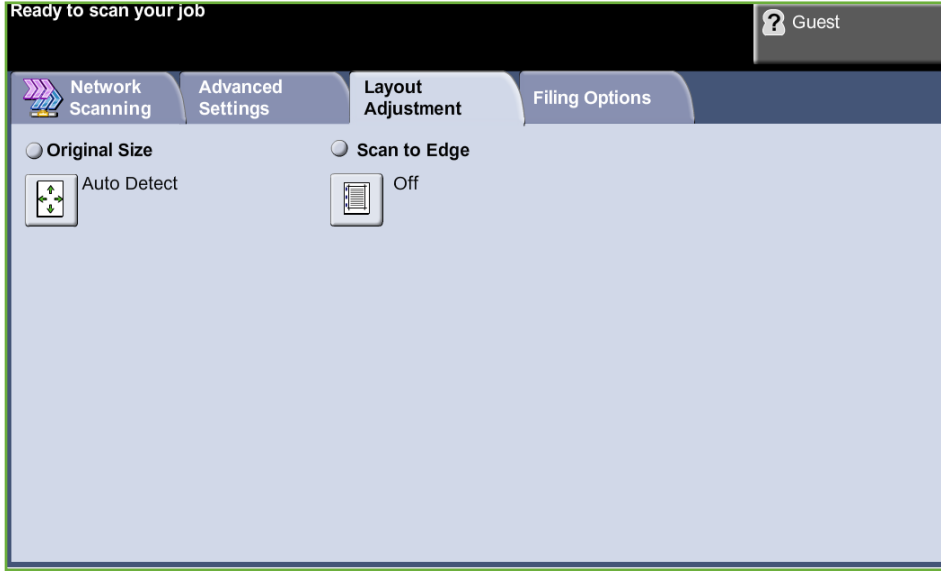 Ready to scan your job
Guest
Network
Scanning
Advanced
Settings
Layout
Adjustment
Filing Options
Original Size
Auto Detect
Scan to Edge
Off